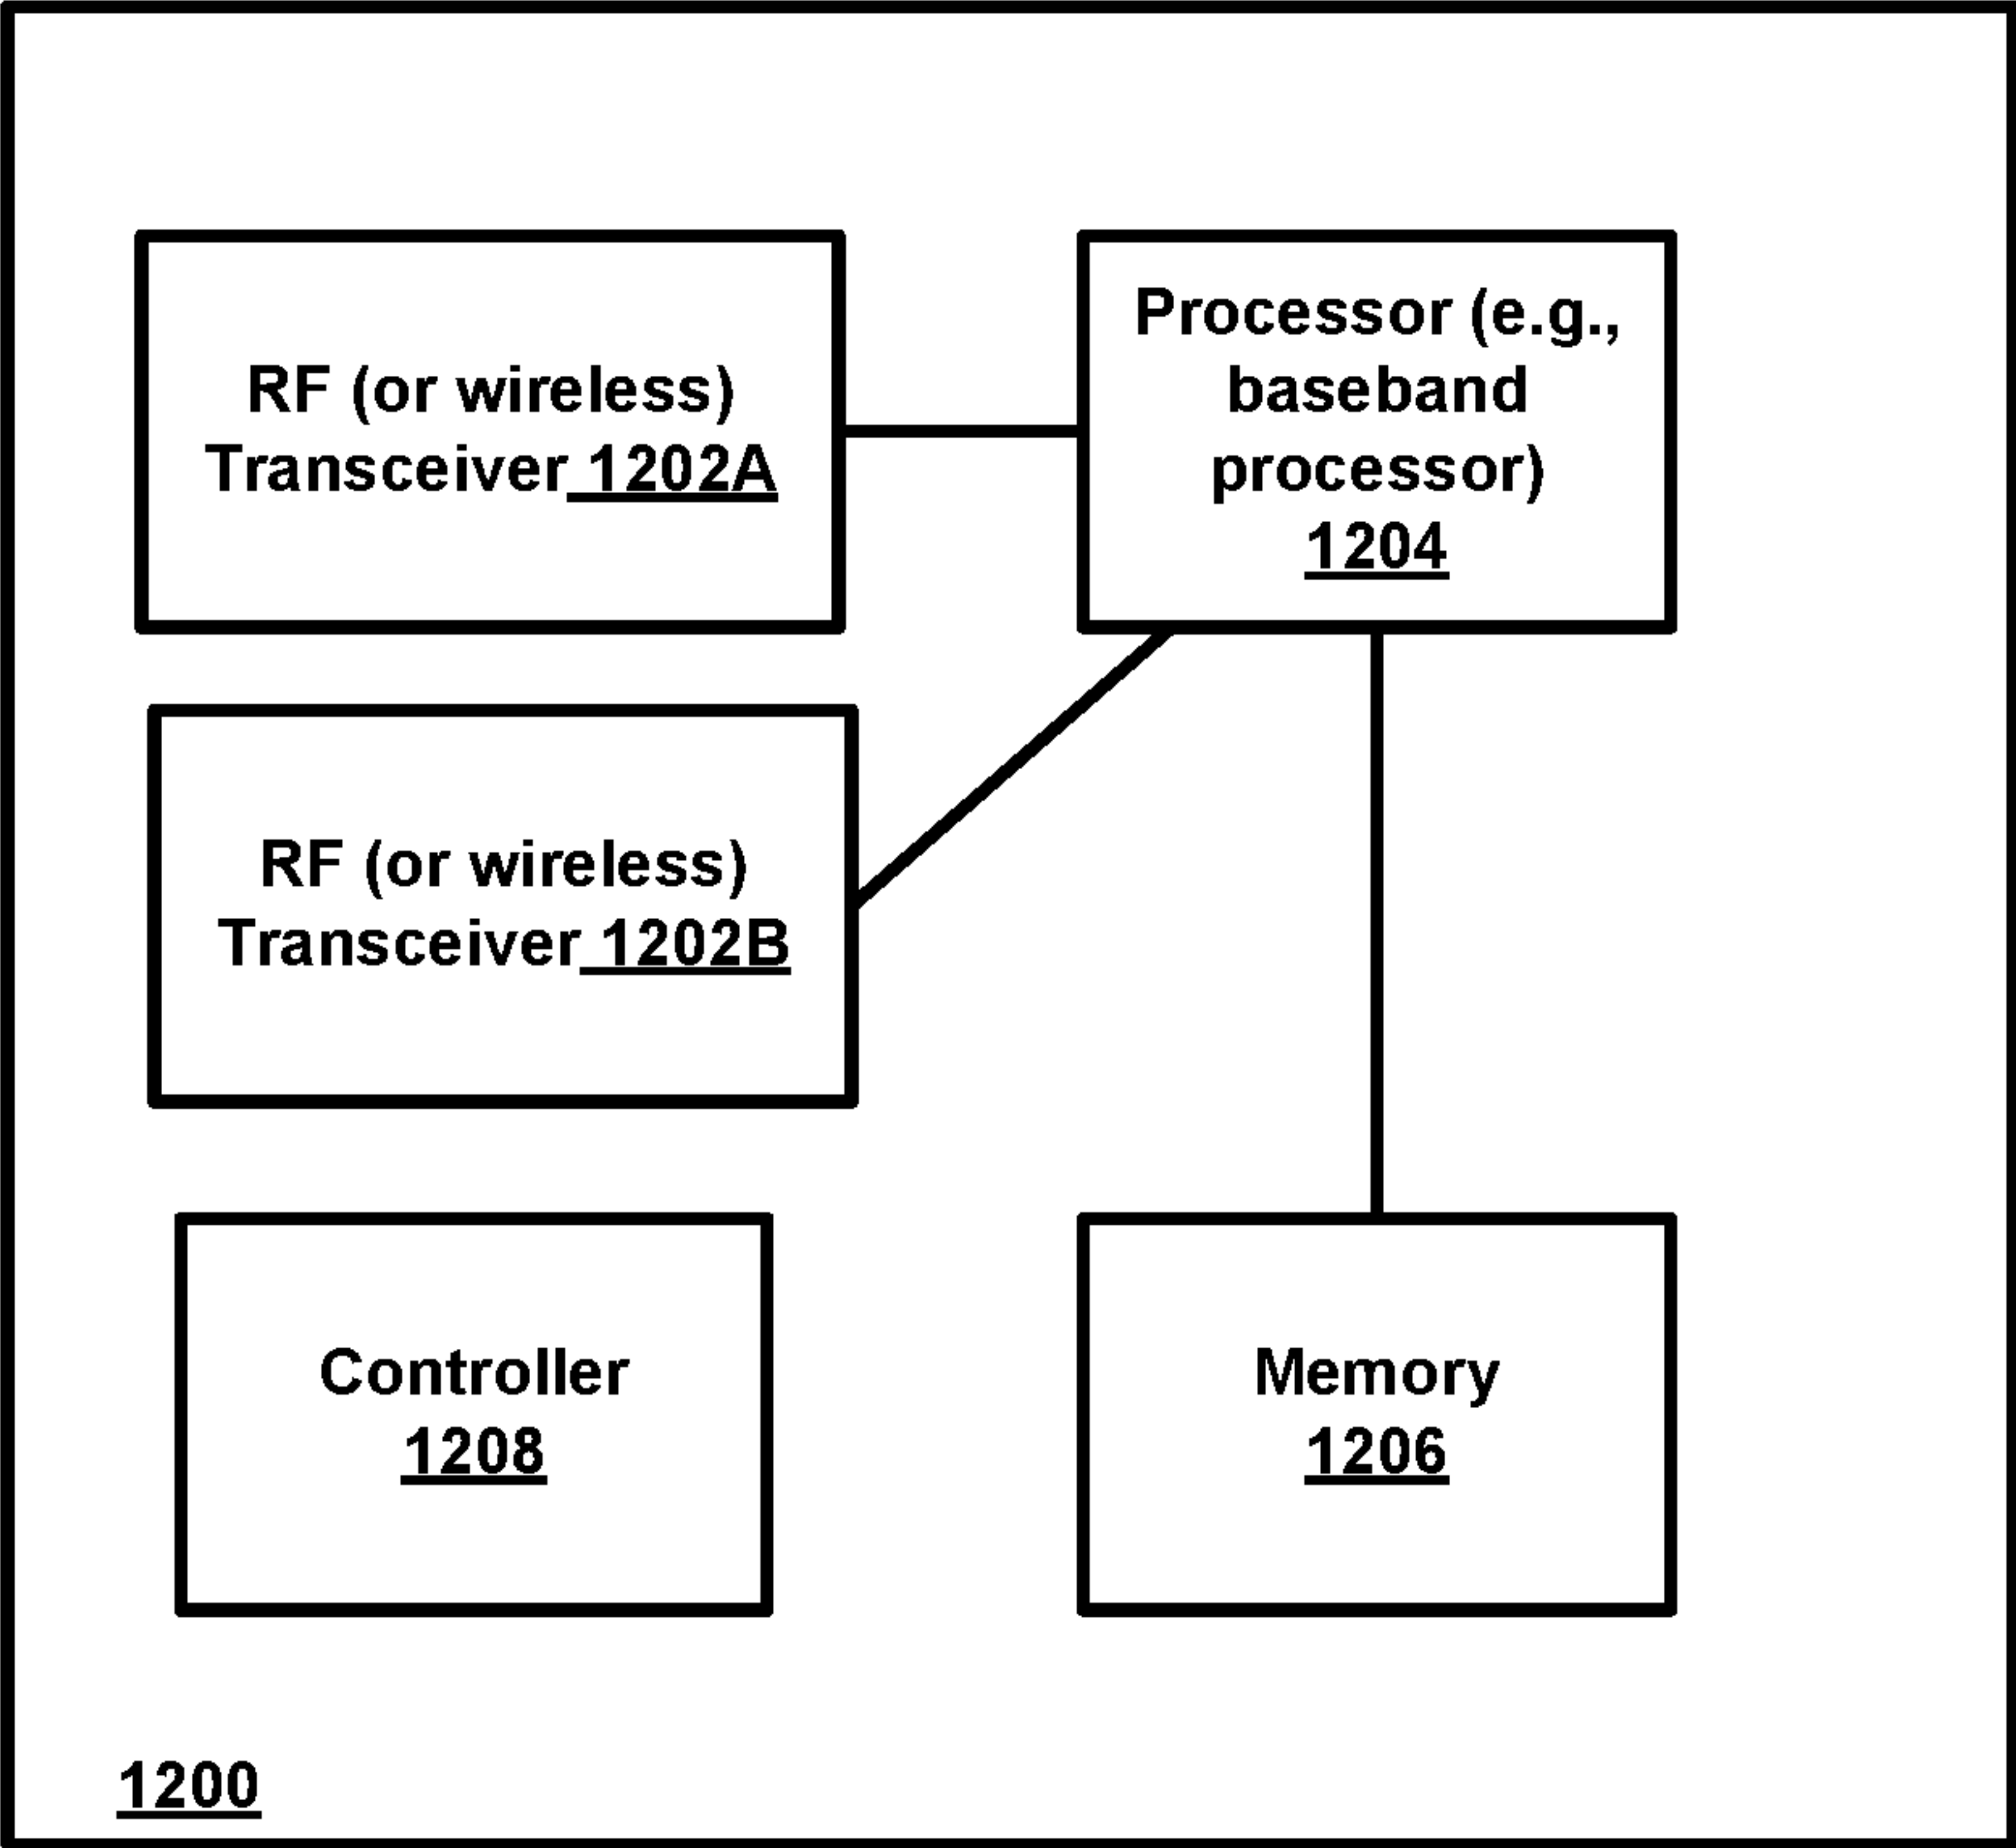 RF (or wireless)
Transceiver 1202A
Processor (e.g.,
baseband
processor)
1204
RF (or wireless)
Transceiver 1202B
Controller
1208
Memory
1206
1200